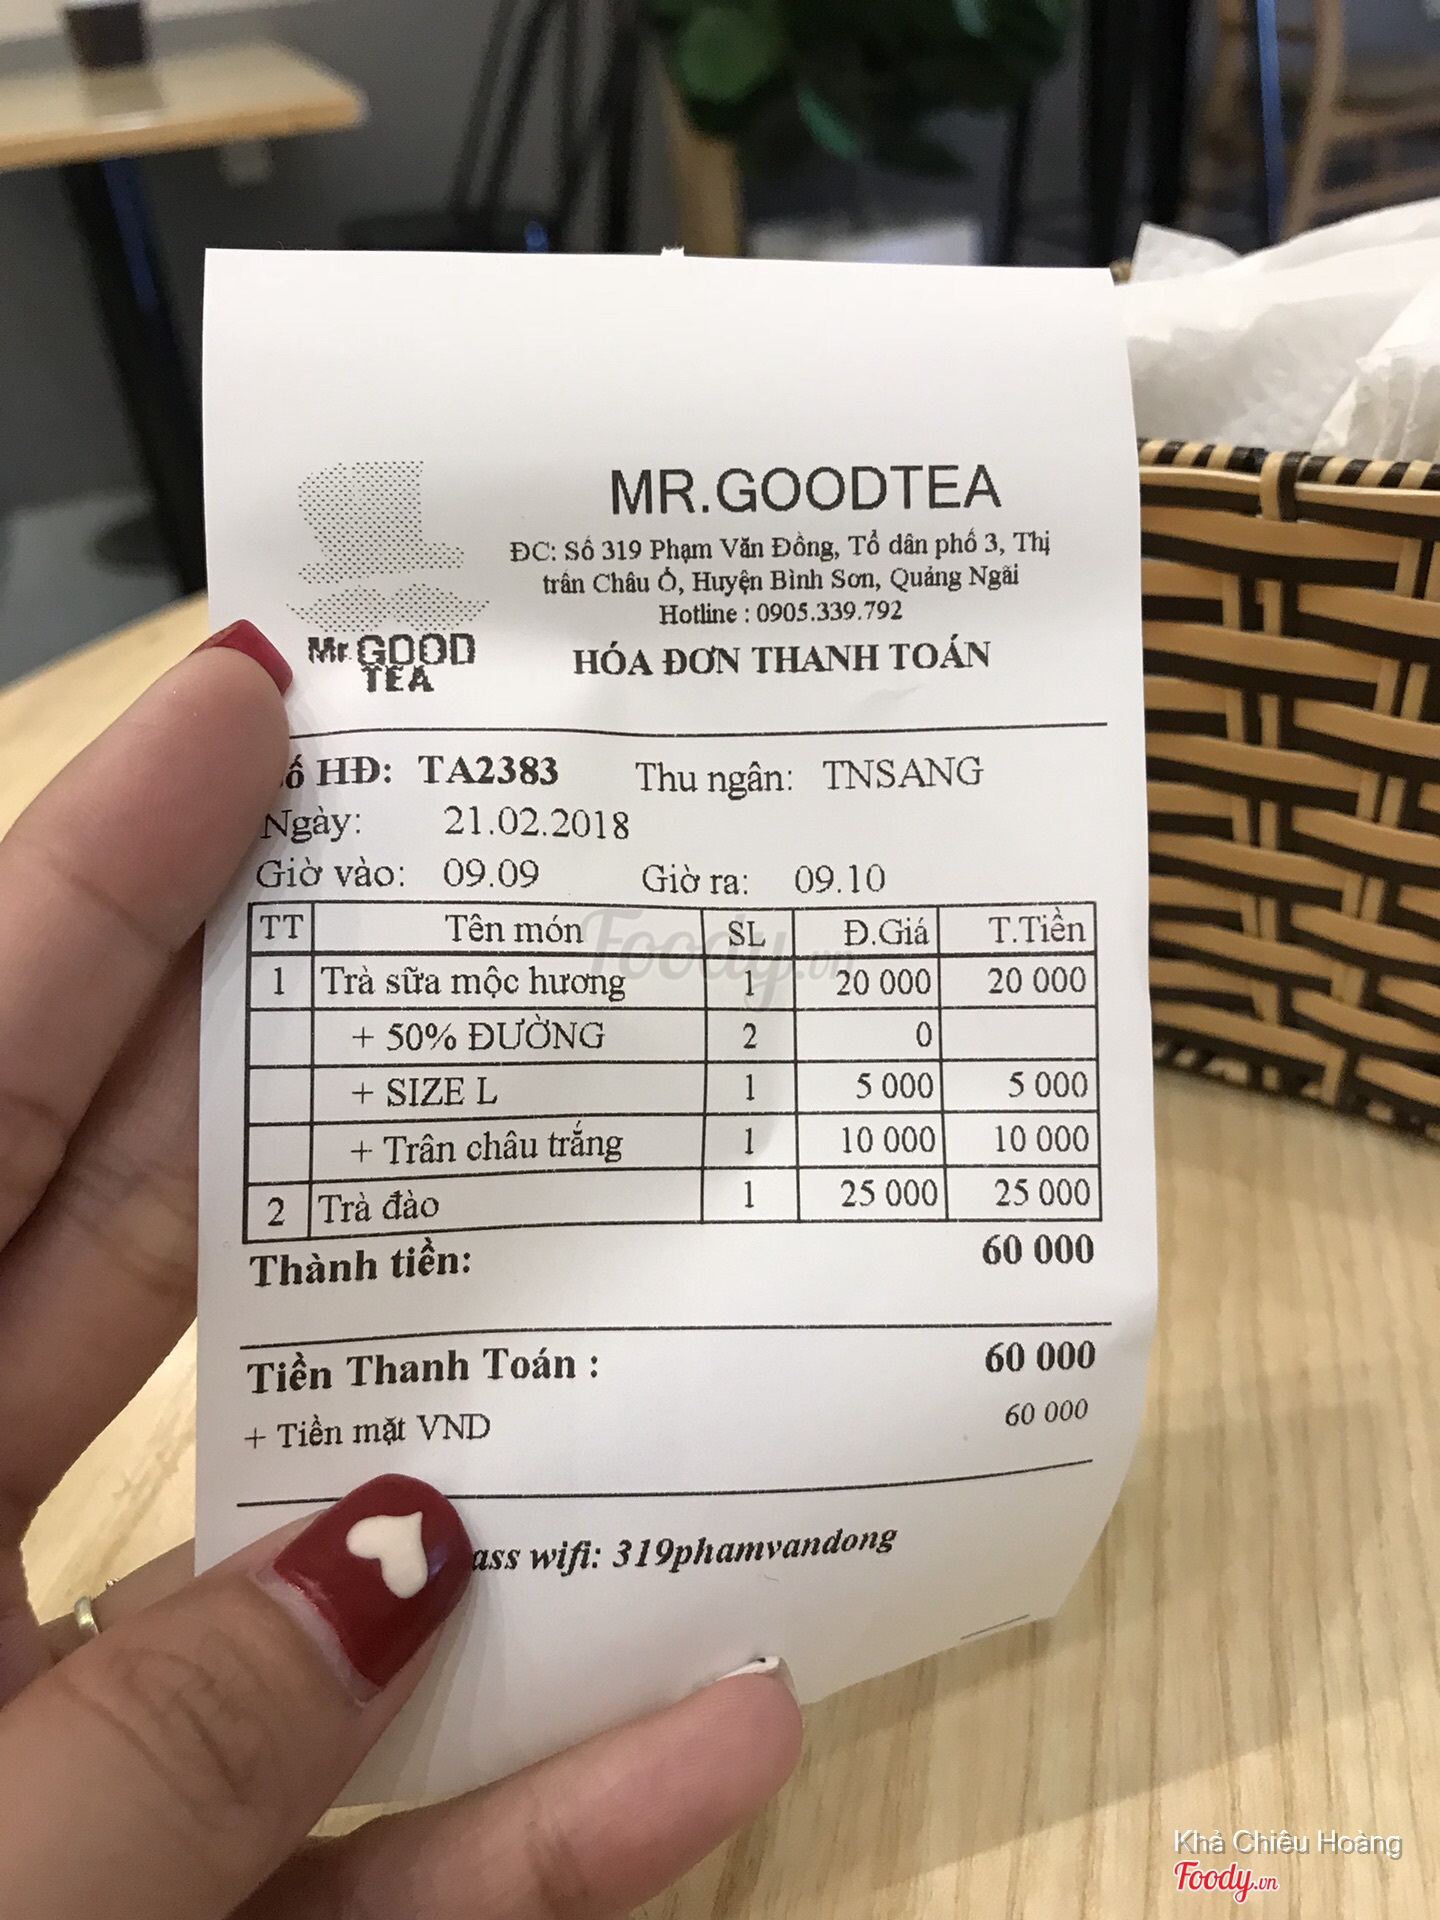 MR.GOODTEA
ĐC: Số 319 Phạm Văn Đồng, Tổ dân phố 3, Thị
trấn Châu Ổ, Huyện Bình Sơn, Quảng Ngãi
Hotline : 0905.339.792
Mr.GOOD
TEA
HÓA ĐƠN THANH TOÁN
HĐ: TA2383 Thu ngân: TNSANG
Ngày: 21.02.2018
Giờ vào: 09.09 Giờ ra: 09.10
TT Tên món SL Đ.Giá T.Tiền
1 Trà sữa mộc hương 1 20 000 20 000
+ 50% ĐƯỜNG 2 0
+ SIZE L 1 5 000 5 000
+ Trân châu trắng 1 10 000 10 000
2 Trà đào 1 25 000 25 000
Thành tiền: 60 000
Tiền Thanh Toán : 60 000
+ Tiền mặt VND 60 000
wifi: 319phamvandong
Foody.vn
Khả Chiêu Hoàng
Foody.vn